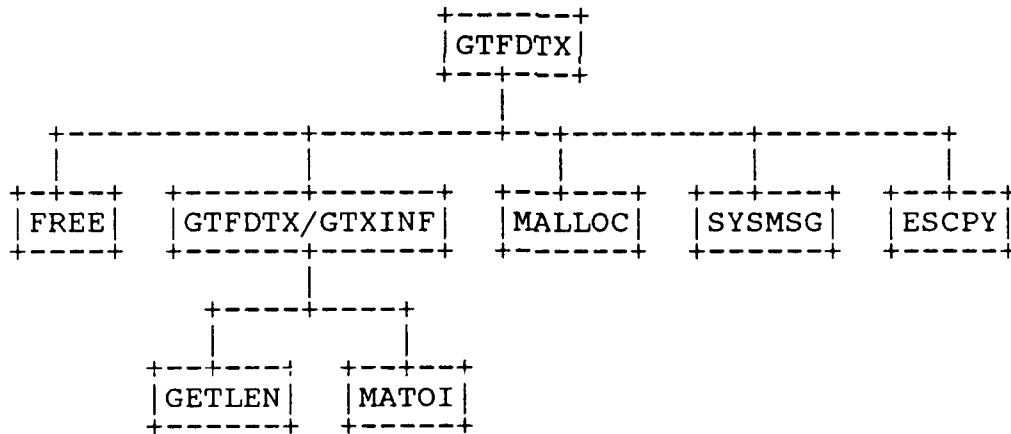 GTFDTX
FREE GTFDTX/GTXINF MALLOC SYSMSG ESCPY
GETLEN MATOI